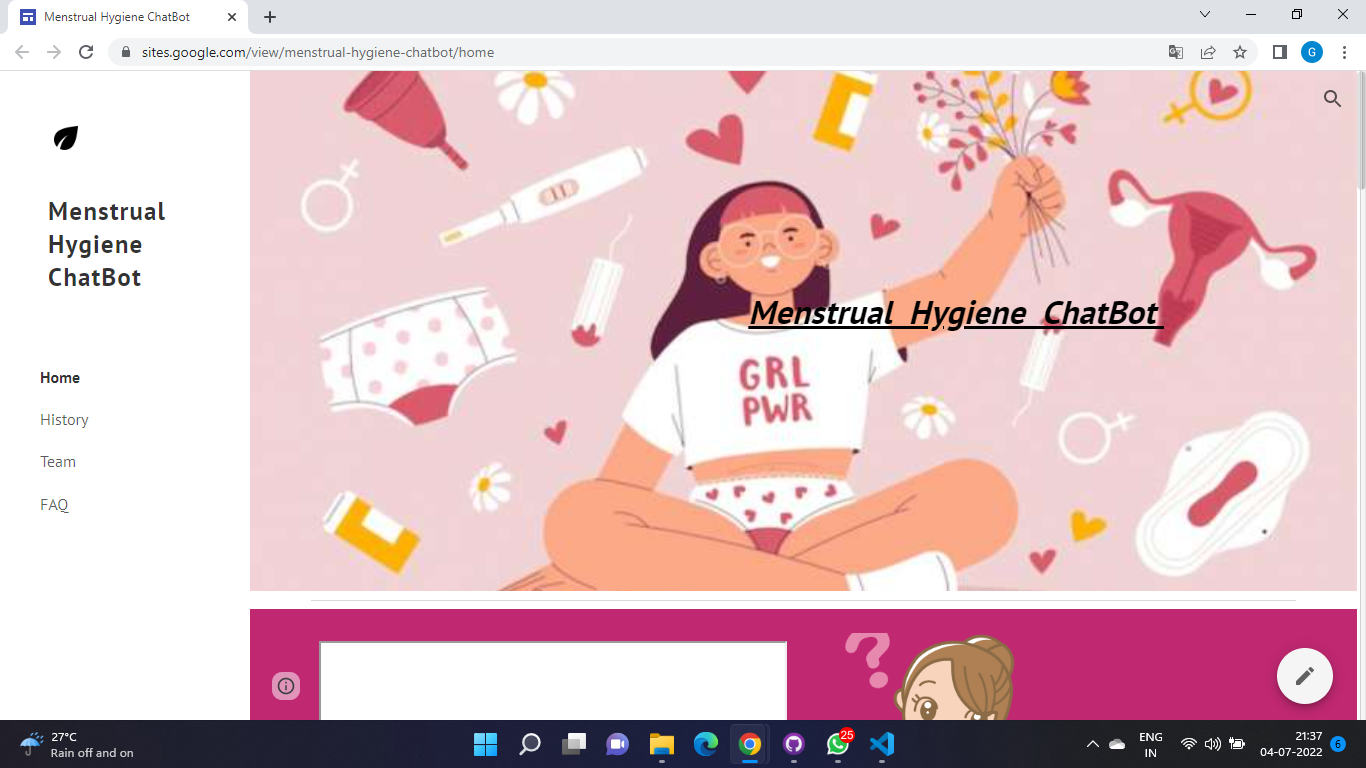 Menstrual Hygiene ChatBot
sites.google.com/view/menstrual-hygiene-chatbot/home
G
Menstrual
Hygiene
ChatBot
Home
History
Team
FAQ
Menstrual Hygiene ChatBot
GRL
PWR
?
27°C
Rain off and on
25
ENG
IN
21:37
04-07-2022
6